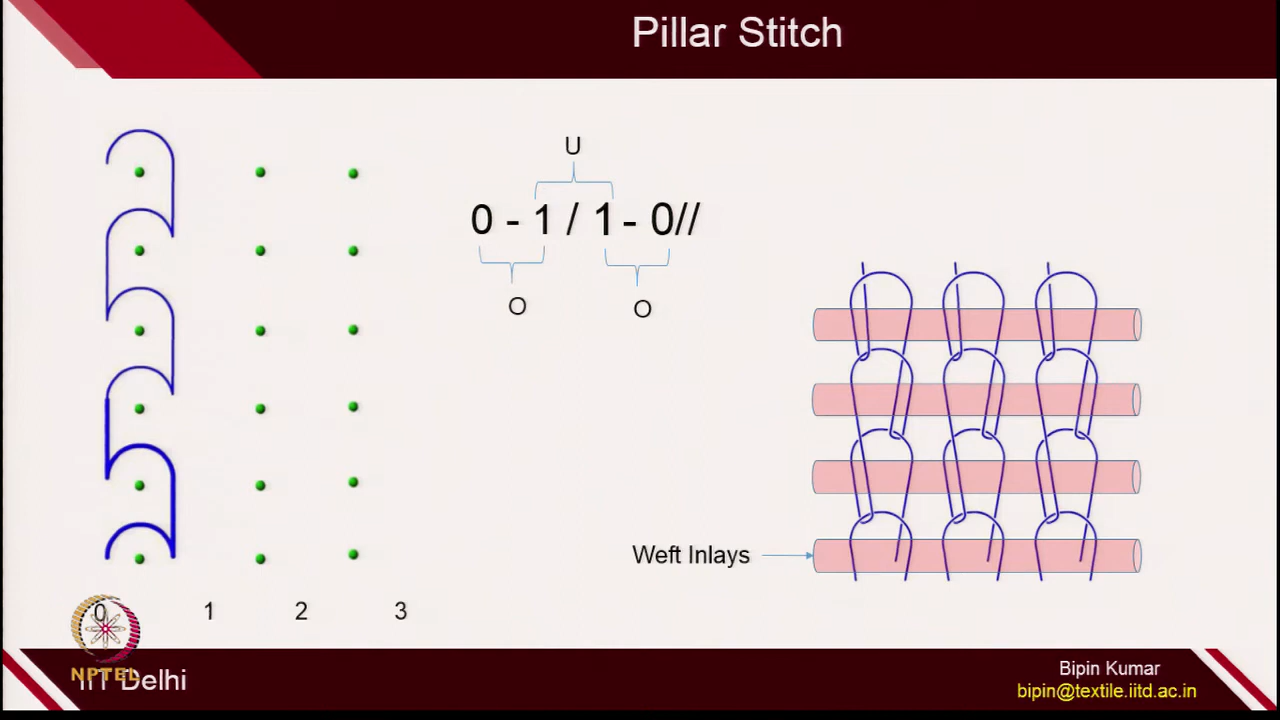 Pillar Stitch
U
0 - 1 / 1 - 0//
O
O
Weft Inlays
0 1 2 3
NPTEL
IIT Delhi
Bipin Kumar
bipin@textile.iitd.ac.in